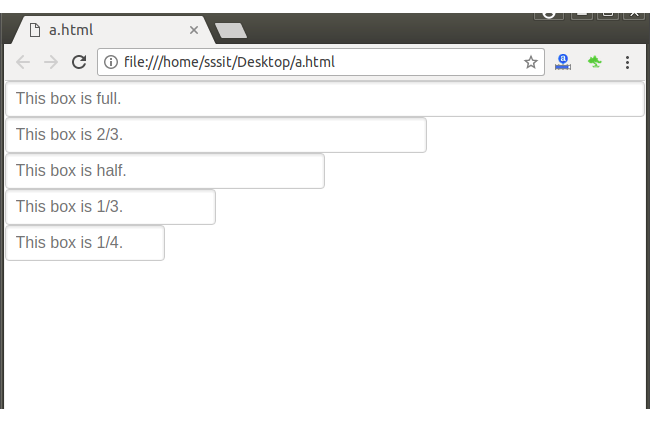 a.html
file:///home/sssit/Desktop/a.html
a
This box is full.
This box is 2/3.
This box is half.
This box is 1/3.
This box is 1/4.